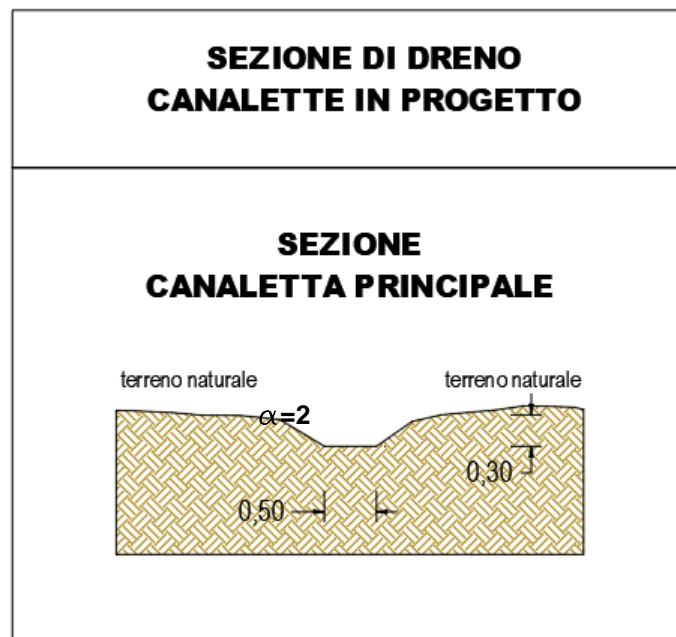 SEZIONE DI DRENO
CANALETTE IN PROGETTO
SEZIONE
CANALETTA PRINCIPALE
terreno naturale
terreno naturale
α=2
0,30
0,50